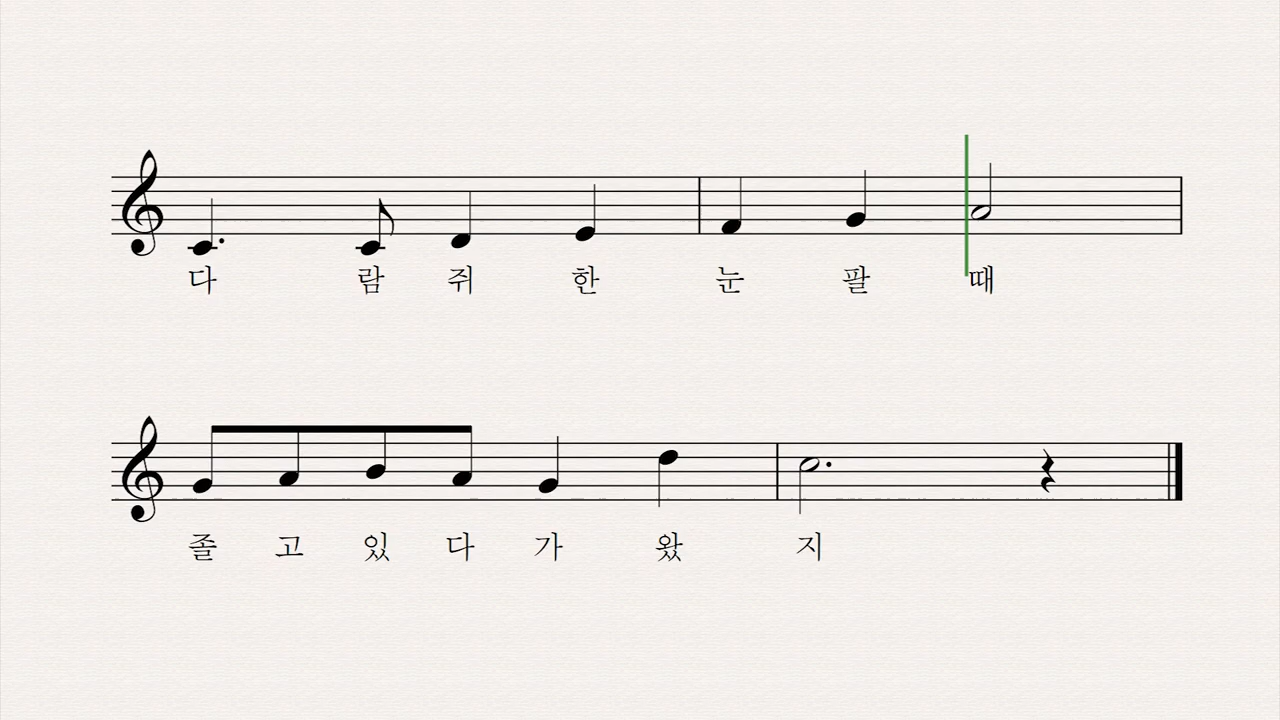 다 람 쥐 한 눈 팔 때
졸 고 있 다 가 왔 지